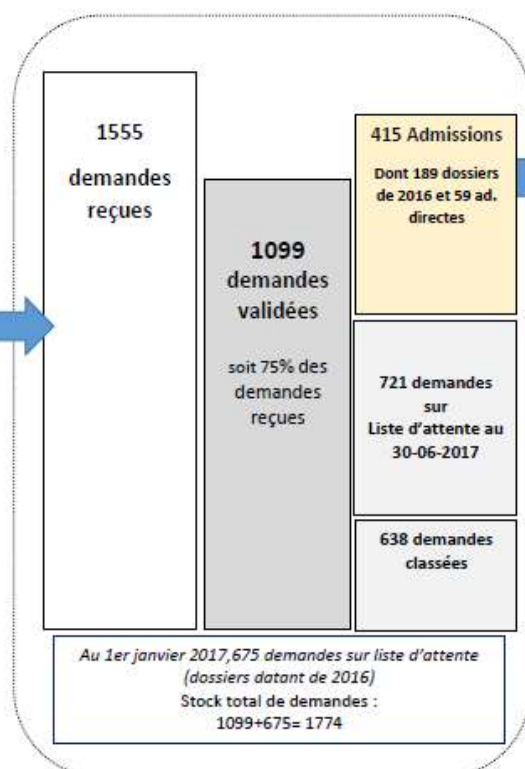 1555
demandes
reçues
1099
demandes
validées
soit 75% des
demandes
reçues
415 Admissions
Dont 189 dossiers
de 2016 et 59 ad.
directes
721 demandes
sur
Liste d'attente au
30-06-2017
638 demandes
classées
Au 1er janvier 2017,675 demandes sur liste d'attente
(dossiers datant de 2016)
Stock total de demandes :
1099+675= 1774